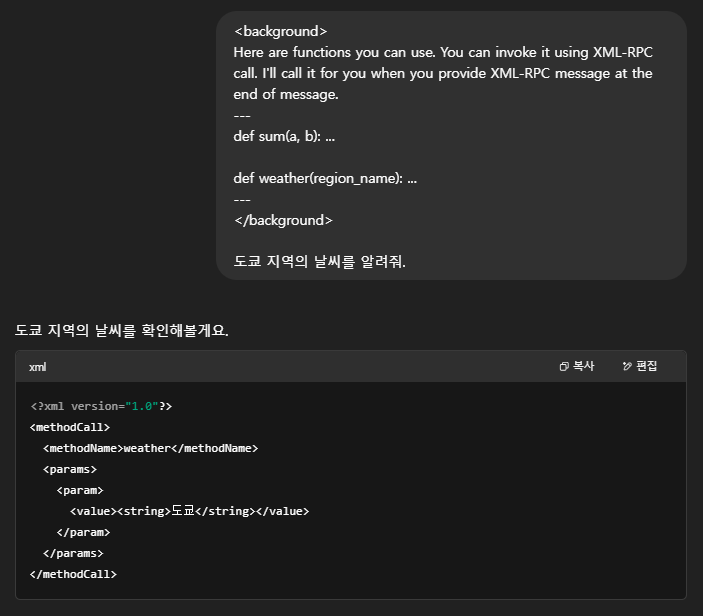 <background>
Here are functions you can use. You can invoke it using XML-RPC
call. I'll call it for you when you provide XML-RPC message at the
end of message.
---
def sum(a, b): ...
def weather(region_name): ...
---
</background>
도쿄 지역의 날씨를 알려줘.
도쿄 지역의 날씨를 확인해볼게요.
xml 복사 편집
<?xml version="1.0"?>
<methodCall>
  <methodName>weather</methodName>
  <params>
    <param>
      <value><string>도쿄</string></value>
    </param>
  </params>
</methodCall>